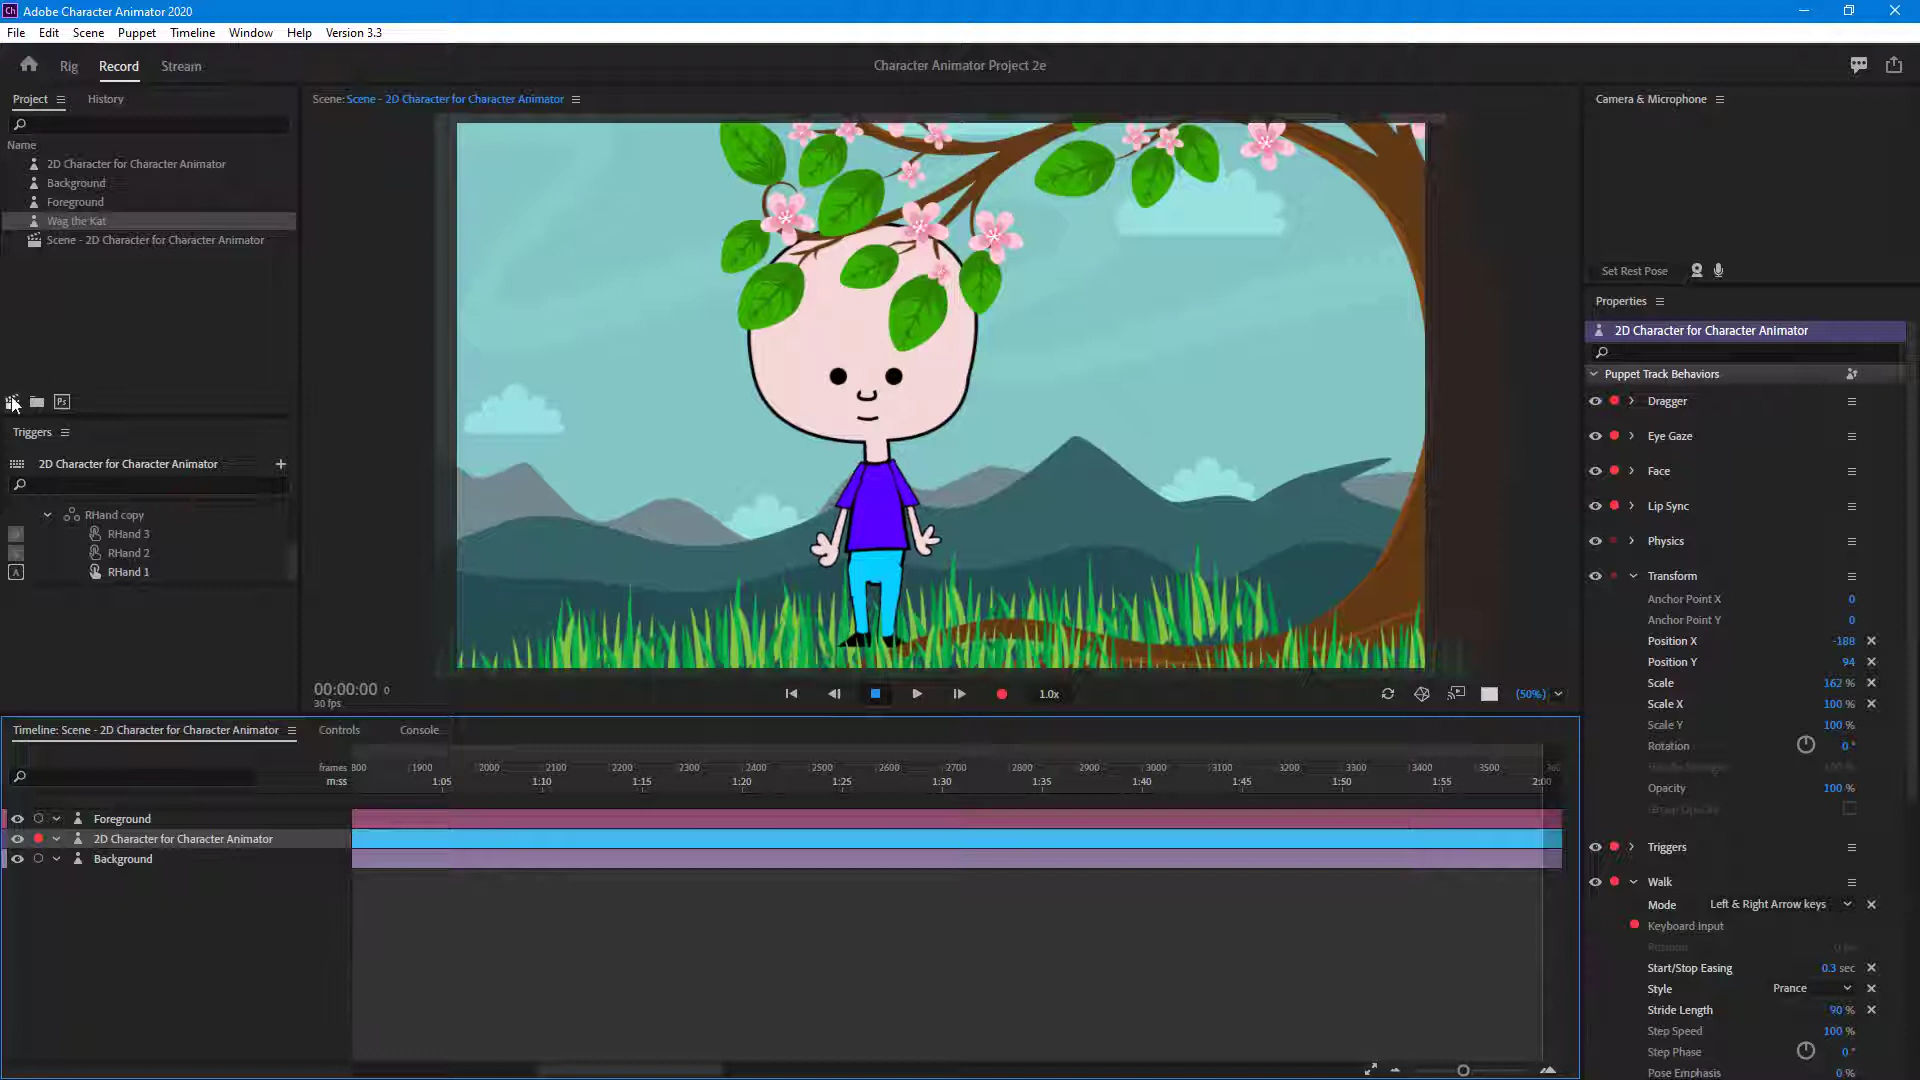 Ch Adobe Character Animator 2020
File Edit Scene Puppet Timeline Window Help Version 3.3
Rig Record Stream
Character Animator Project 2e
Project History
Scene: Scene - 2D Character for Character Animator
Camera & Microphone
Name
2D Character for Character Animator
Background
Foreground
Wag the Kat
Scene - 2D Character for Character Animator
Set Rest Pose
Properties
2D Character for Character Animator
Puppet Track Behaviors
Ps
Dragger
Triggers
Eye Gaze
2D Character for Character Animator
Face
Lip Sync
RHand copy
RHand 3
Physics
RHand 2
A RHand 1
Transform
Anchor Point X 0
Anchor Point Y 0
Position X -188
Position Y 94
Scale 162 %
Scale X 100 %
Scale Y 100 %
Rotation 0 °
Opacity 100 %
00:00:00 0
30 fps
1.0x
(50%)
Timeline: Scene - 2D Character for Character Animator Controls Console
frames 800 1900 2000 2100 2200 2300 2400 2500 2600 2700 2800 2900 3000 3100 3200 3300 3400 3500
m:ss 1:05 1:10 1:15 1:20 1:25 1:30 1:35 1:40 1:45 1:50 1:55 2:00
Foreground
2D Character for Character Animator
Background
Triggers
Walk
Mode Left & Right Arrow keys
Keyboard Input
Start/Stop Easing 0.3 sec
Style Prance
Stride Length 90 %
Step Speed 100 %
Step Phase 0 °
Pose Emphasis 0 %